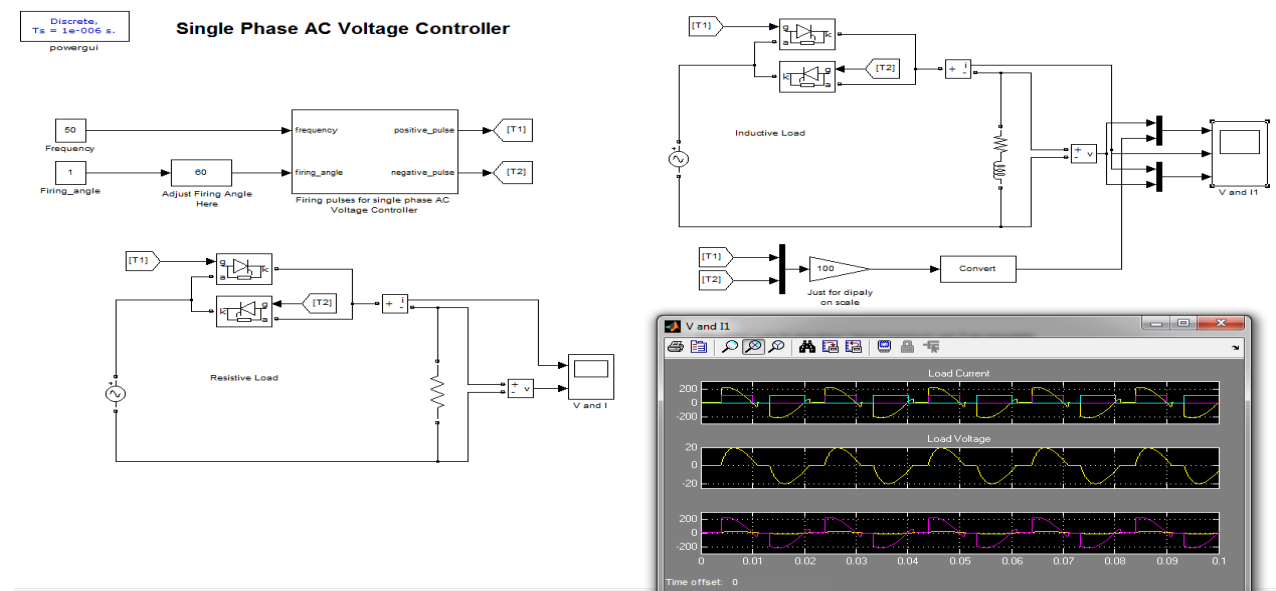 Discrete,
Ts = 1e-006 s.
powergui
Single Phase AC Voltage Controller
50
Frequency
1
Firing_angle
60
Adjust Firing Angle
Here
frequency
positive_pulse
firing_angle
negative_pulse
Firing pulses for single phase AC
Voltage Controller
[T1]
[T2]
[T1]
g
a
k
[T2]
g
k
a
+ i
-
Resistive Load
+
-
v
V and I
[T1]
g
a
k
[T2]
g
k
a
+ i
-
Inductive Load
+
-
v
V and I1
[T1]
[T2]
100
Just for dipaly
on scale
Convert
V and I1
Load Current
200
0
-200
Load Voltage
20
0
-20
200
0
-200
0 0.01 0.02 0.03 0.04 0.05 0.06 0.07 0.08 0.09 0.1
Time offset: 0